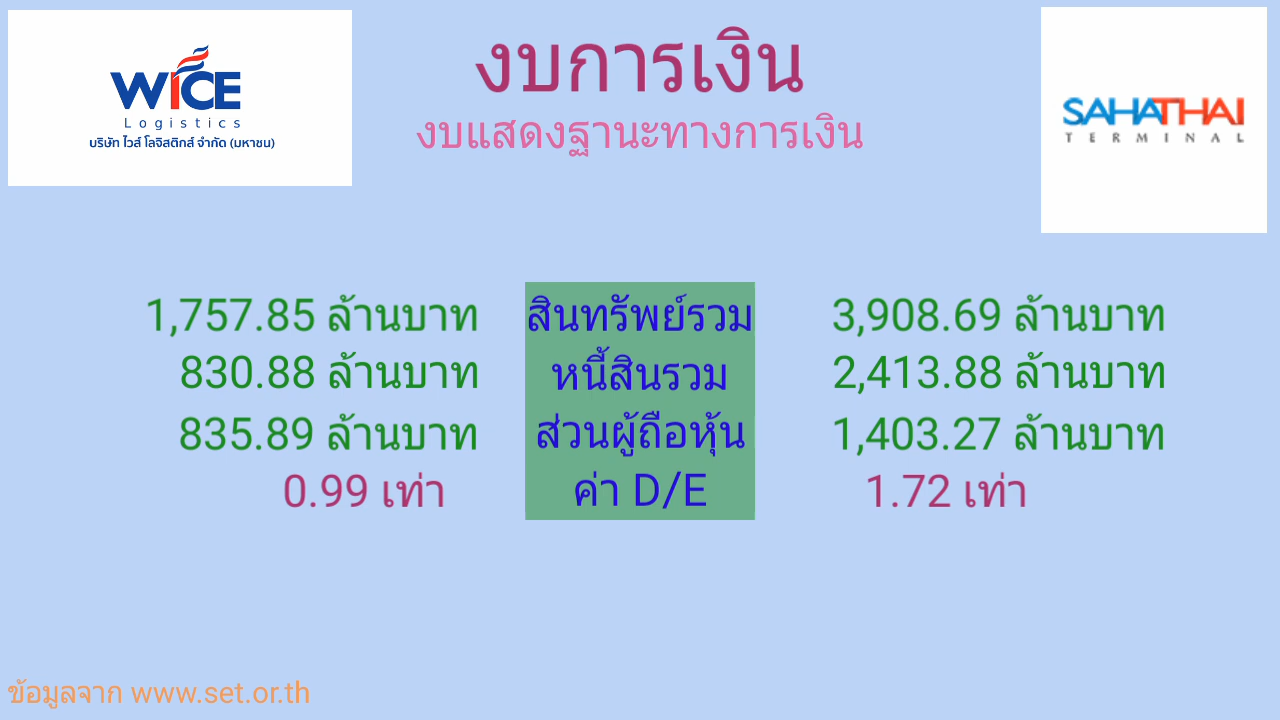 WICE
Logistics
บริษัท ไวส์ โลจิสติกส์ จำกัด (มหาชน)
งบการเงิน
งบแสดงฐานะทางการเงิน
SAHATHAI
TERMINAL
1,757.85 ล้านบาท สินทรัพย์รวม 3,908.69 ล้านบาท
830.88 ล้านบาท หนี้สินรวม 2,413.88 ล้านบาท
835.89 ล้านบาท ส่วนผู้ถือหุ้น 1,403.27 ล้านบาท
0.99 เท่า ค่า D/E 1.72 เท่า
ข้อมูลจาก www.set.or.th